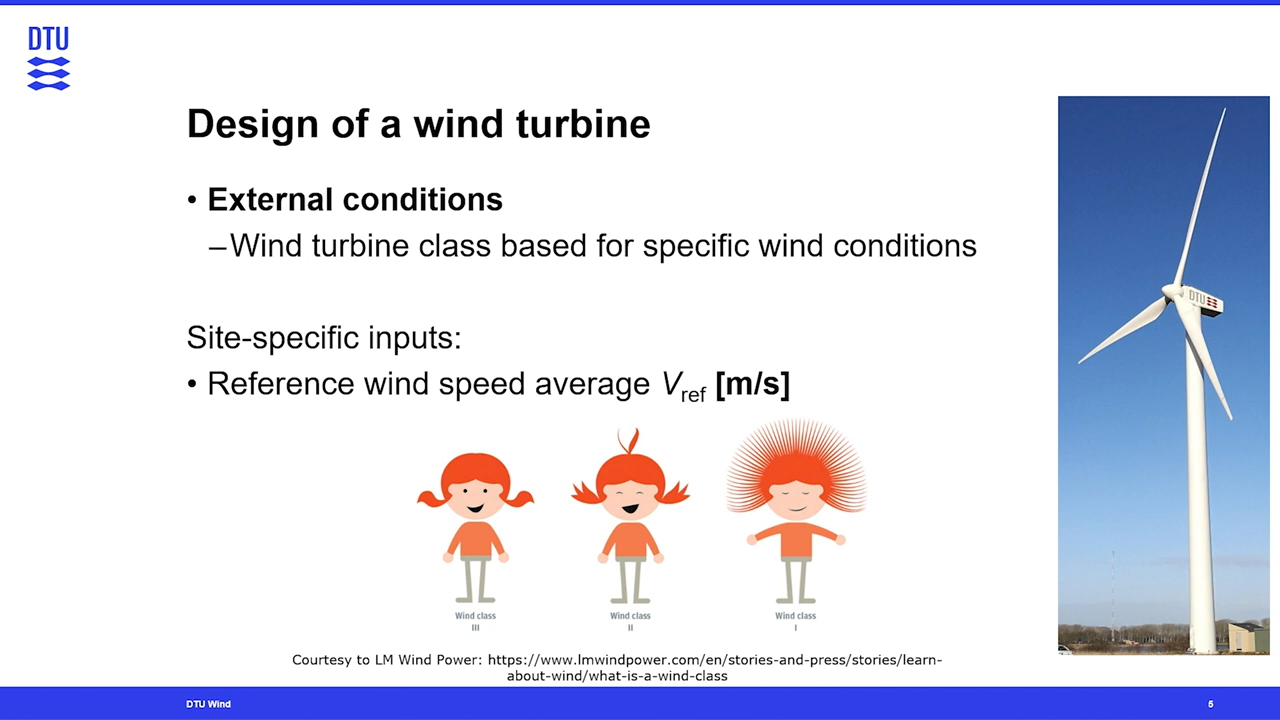 DTU
Design of a wind turbine
• External conditions
–Wind turbine class based for specific wind conditions
Site-specific inputs:
• Reference wind speed average Vref [m/s]
DTU
Wind class
III
Wind class
II
Wind class
I
Courtesy to LM Wind Power: https://www.lmwindpower.com/en/stories-and-press/stories/learn-
about-wind/what-is-a-wind-class
DTU Wind
5